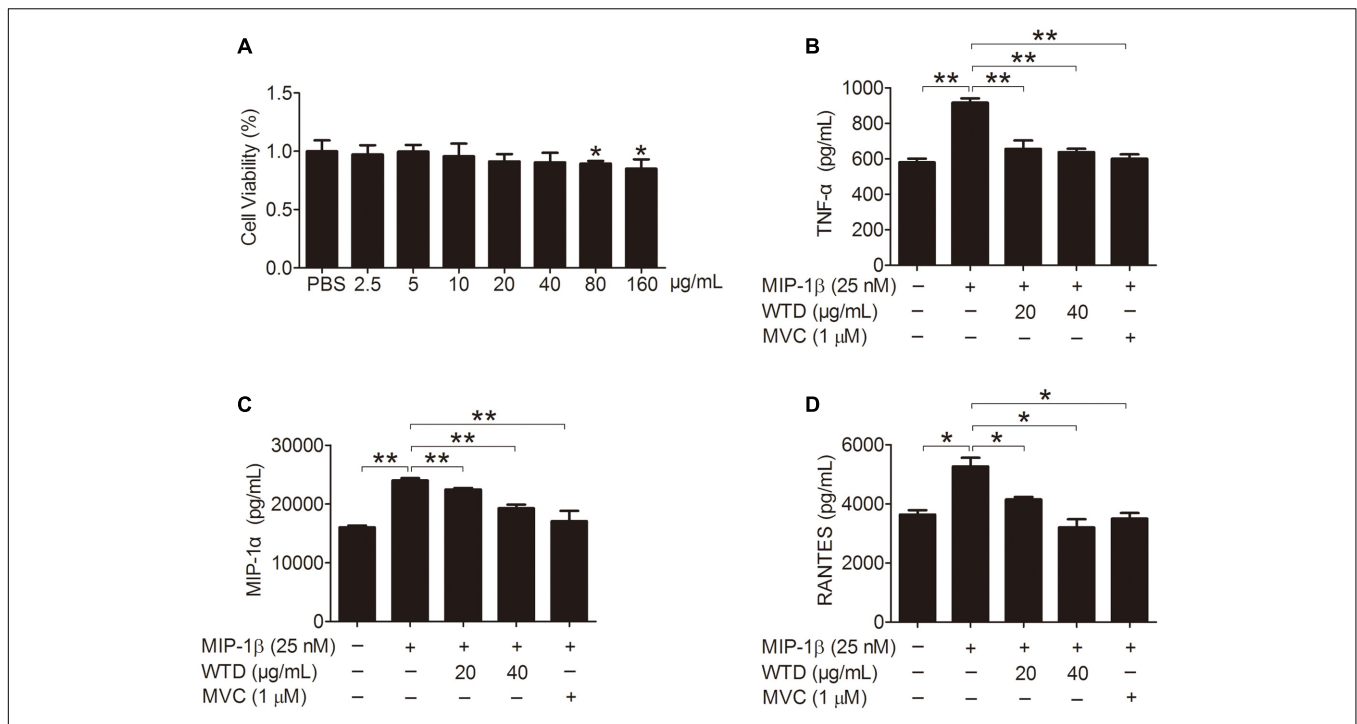 A
Cell Viability (%)
1.5
1.0
0.5
0.0
* *
PBS 2.5 5 10 20 40 80 160 µg/mL
B
TNF-α (pg/mL)
1000
800
600
400
200
0
**
**
** **
MIP-1β (25 nM) – + + + +
WTD (µg/mL) – – 20 40 –
MVC (1 µM) – – – – +
C
MIP-1α (pg/mL)
30000
20000
10000
0
**
**
** **
MIP-1β (25 nM) – + + + +
WTD (µg/mL) – – 20 40 –
MVC (1 µM) – – – – +
D
RANTES (pg/mL)
6000
4000
2000
0
*
*
* *
MIP-1β (25 nM) – + + + +
WTD (µg/mL) – – 20 40 –
MVC (1 µM) – – – – +